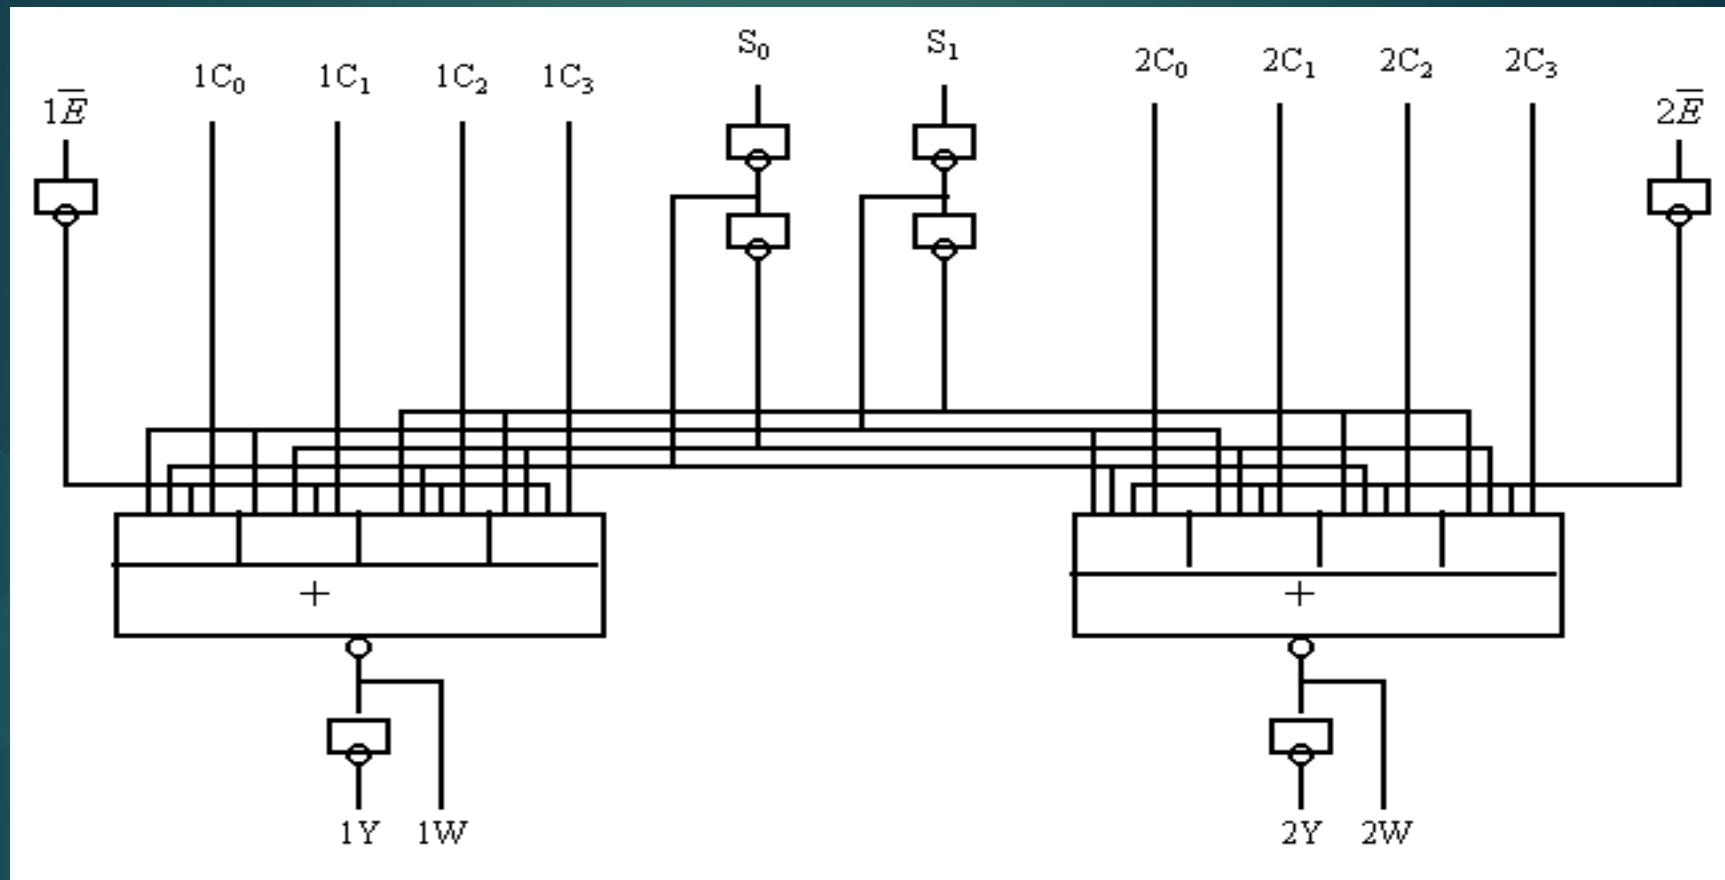 S₀ S₁
1C₀ 1C₁ 1C₂ 1C₃ 2C₀ 2C₁ 2C₂ 2C₃
1E̅ 2E̅
+ +
1Y 1W 2Y 2W